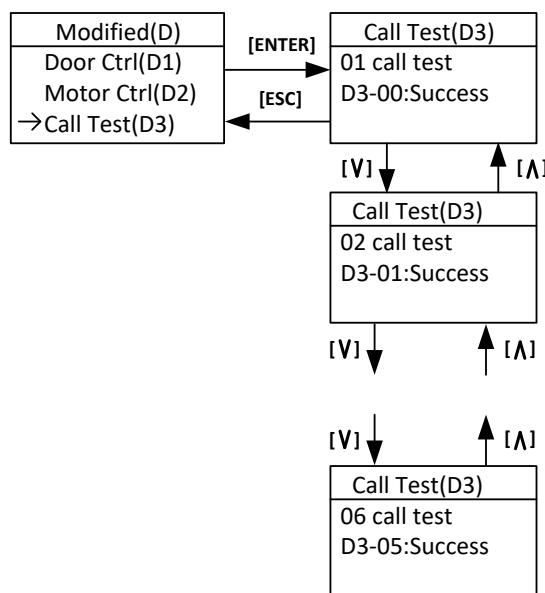 Modified(D)
Door Ctrl(D1)
Motor Ctrl(D2)
→Call Test(D3)
[ENTER]
[ESC]
Call Test(D3)
01 call test
D3-00:Success
[V]
[Λ]
Call Test(D3)
02 call test
D3-01:Success
[V]
[Λ]
[V]
[Λ]
Call Test(D3)
06 call test
D3-05:Success